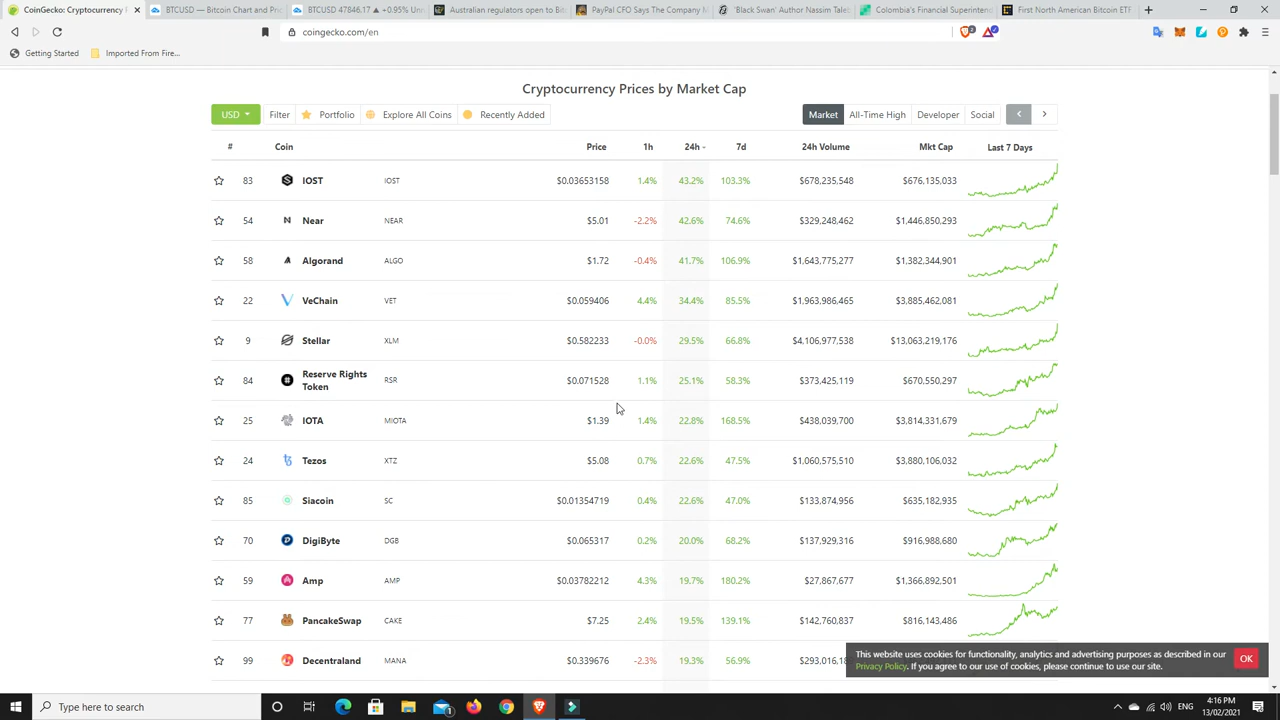 CoinGecko: Cryptocurrency P
BTCUSD — Bitcoin Chart and Pric
BTCUSD 47846.17 ▲ +0.95% Un
Australian regulators open to Bit
PayPal CFO Says The Company
'Black Swan' Author Nassim Taleb
Colombia's Financial Superintend
First North American Bitcoin ETF
coingecko.com/en
Getting Started
Imported From Fire...
Cryptocurrency Prices by Market Cap
USD Filter Portfolio Explore All Coins Recently Added Market All-Time High Developer Social
# Coin Price 1h 24h 7d 24h Volume Mkt Cap Last 7 Days
83 IOST IOST $0.03653158 1.4% 43.2% 103.3% $678,235,548 $676,135,033
54 Near NEAR $5.01 -2.2% 42.6% 74.6% $329,248,462 $1,446,850,293
58 Algorand ALGO $1.72 -0.4% 41.7% 106.9% $1,643,775,277 $1,382,344,901
22 VeChain VET $0.059406 4.4% 34.4% 85.5% $1,963,986,465 $3,885,462,081
9 Stellar XLM $0.582233 -0.0% 29.5% 66.8% $4,106,977,538 $13,063,219,176
84 Reserve Rights Token RSR $0.071528 1.1% 25.1% 58.3% $373,425,119 $670,550,297
25 IOTA MIOTA $1.39 1.4% 22.8% 168.5% $438,039,700 $3,814,331,679
24 Tezos XTZ $5.08 0.7% 22.6% 47.5% $1,060,575,510 $3,880,106,032
85 Siacoin SC $0.01354719 0.4% 22.6% 47.0% $133,874,956 $635,182,935
70 DigiByte DGB $0.065317 0.2% 20.0% 68.2% $137,929,316 $916,988,680
59 Amp AMP $0.03782212 4.3% 19.7% 180.2% $27,867,677 $1,366,892,501
77 PancakeSwap CAKE $7.25 2.4% 19.5% 139.1% $142,760,837 $816,143,486
99 Decentraland MANA $0.339676 -2.3% 19.3% 56.9% $293,016,1
This website uses cookies for functionality, analytics and advertising purposes as described in our
Privacy Policy. If you agree to our use of cookies, please continue to use our site.
OK
Type here to search
ENG
4:16 PM
13/02/2021